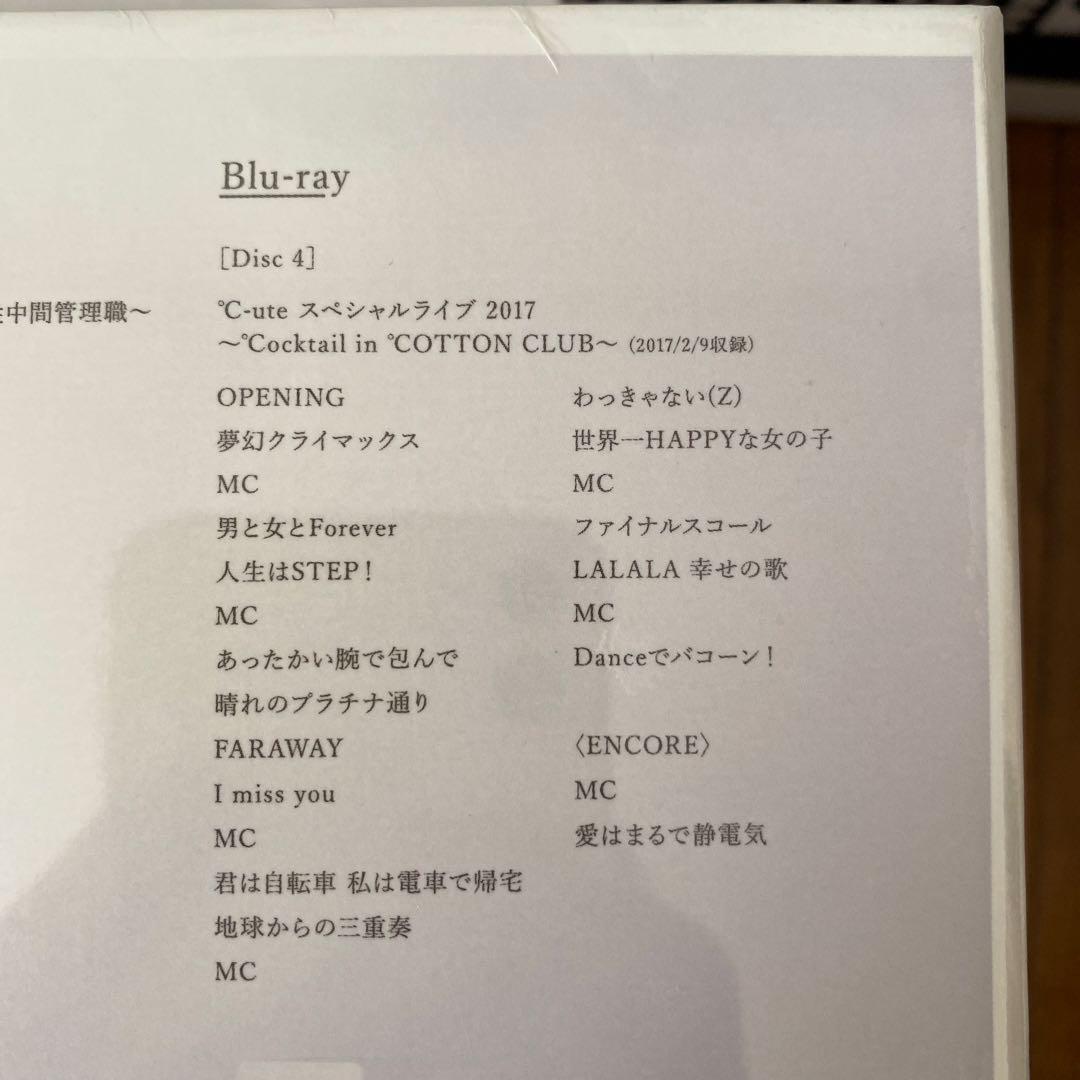 Blu-ray
[Disc 4]
中間管理職〜
℃-ute スペシャルライブ 2017
〜℃ocktail in ℃OTTON CLUB〜 (2017/2/9収録)
OPENING
夢幻クライマックス
MC
男と女とForever
人生はSTEP!
MC
あったかい腕で包んで
晴れのプラチナ通り
FARAWAY
I miss you
MC
君は自転車 私は電車で帰宅
地球からの三重奏
MC
わっきゃない(Z)
世界一HAPPYな女の子
MC
ファイナルスコール
LALALA 幸せの歌
MC
Danceでバコーン!
〈ENCORE〉
MC
愛はまるで静電気